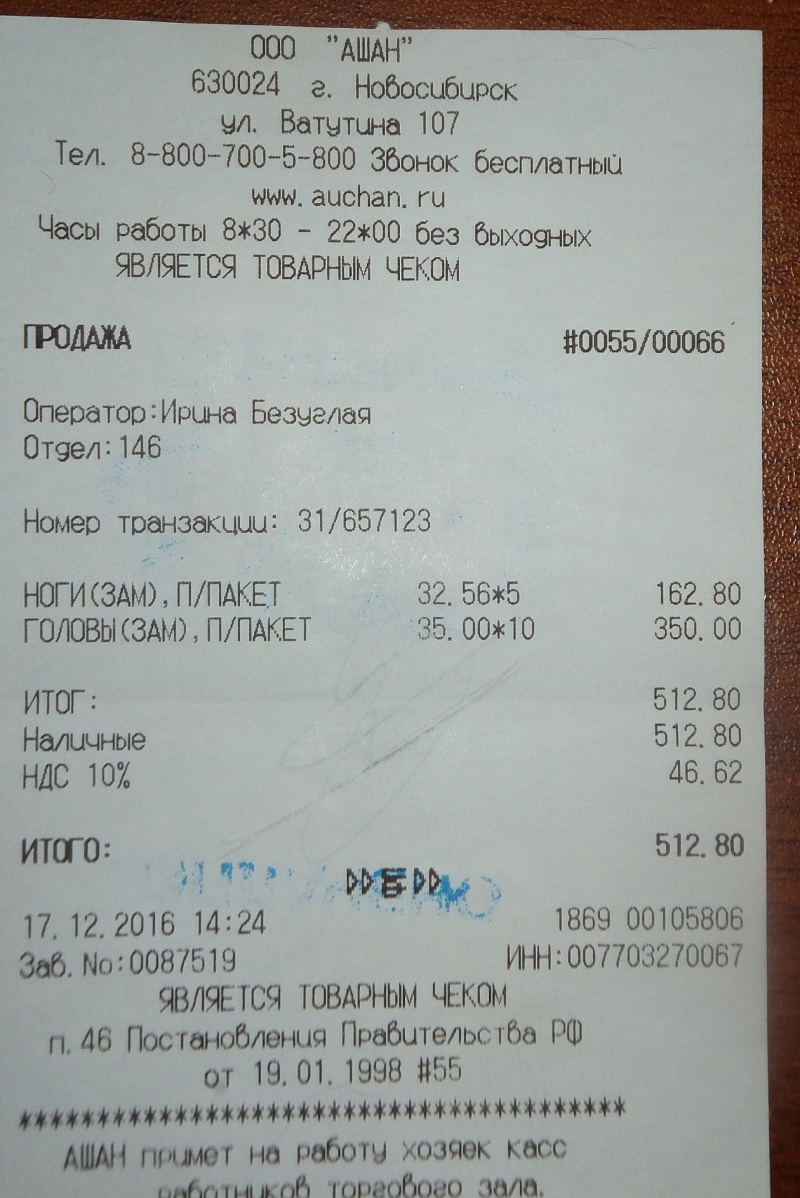 ООО "АШАН"
630024 г. Новосибирск
ул. Ватутина 107
Тел. 8-800-700-5-800 Звонок бесплатный
www.auchan.ru
Часы работы 8*30 - 22*00 без выходных
ЯВЛЯЕТСЯ ТОВАРНЫМ ЧЕКОМ
ПРОДАЖА #0055/00066
Оператор:Ирина Безуглая
Отдел:146
Номер транзакции: 31/657123
НОГИ(ЗАМ),П/ПАКЕТ 32.56*5 162.80
ГОЛОВЫ(ЗАМ),П/ПАКЕТ 35.00*10 350.00
ИТОГ: 512.80
Наличные 512.80
НДС 10% 46.62
ИТОГО: 512.80
17.12.2016 14:24 1869 00105806
Зав.No:0087519 ИНН:007703270067
ЯВЛЯЕТСЯ ТОВАРНЫМ ЧЕКОМ
п.46 Постановления Правительства РФ
от 19.01.1998 #55
****************************************
АШАН примет на работу хозяек касс
работников торгового зала.